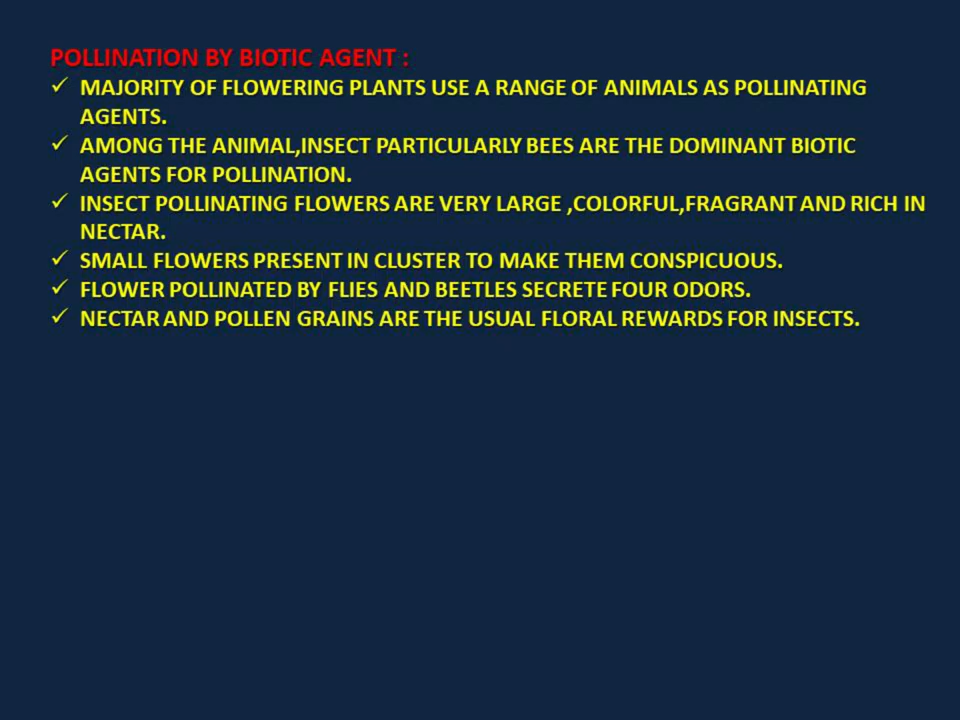 POLLINATION BY BIOTIC AGENT :
✓ MAJORITY OF FLOWERING PLANTS USE A RANGE OF ANIMALS AS POLLINATING
AGENTS.
✓ AMONG THE ANIMAL,INSECT PARTICULARLY BEES ARE THE DOMINANT BIOTIC
AGENTS FOR POLLINATION.
✓ INSECT POLLINATING FLOWERS ARE VERY LARGE ,COLORFUL,FRAGRANT AND RICH IN
NECTAR.
✓ SMALL FLOWERS PRESENT IN CLUSTER TO MAKE THEM CONSPICUOUS.
✓ FLOWER POLLINATED BY FLIES AND BEETLES SECRETE FOUR ODORS.
✓ NECTAR AND POLLEN GRAINS ARE THE USUAL FLORAL REWARDS FOR INSECTS.